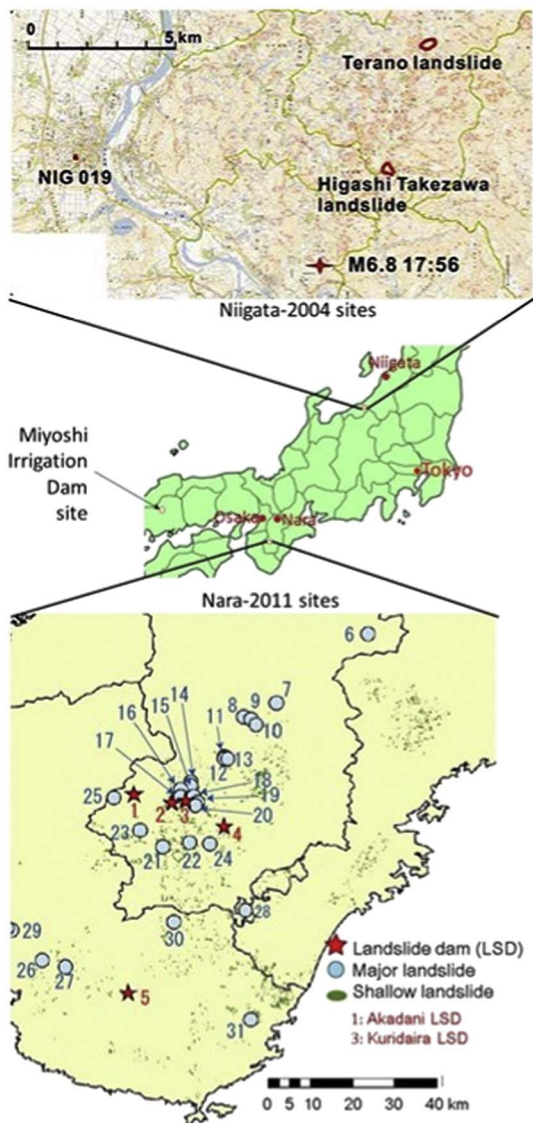 0 5 km
Terano landslide
NIG 019
Higashi Takezawa
landslide
M6.8 17:56
Niigata-2004 sites
Niigata
Miyoshi
Irrigation
Dam
site
Tokyo
Osaka
Nara
Nara-2011 sites
6
7
8 9
10
11
12 13
14
15
16
17
18
19
20
25
1
2 3
4
23
21 22 24
28
29
30
26 27
5
31
Landslide dam (LSD)
Major landslide
Shallow landslide
1: Akadani LSD
3: Kuridaira LSD
0 5 10 20 30 40 km